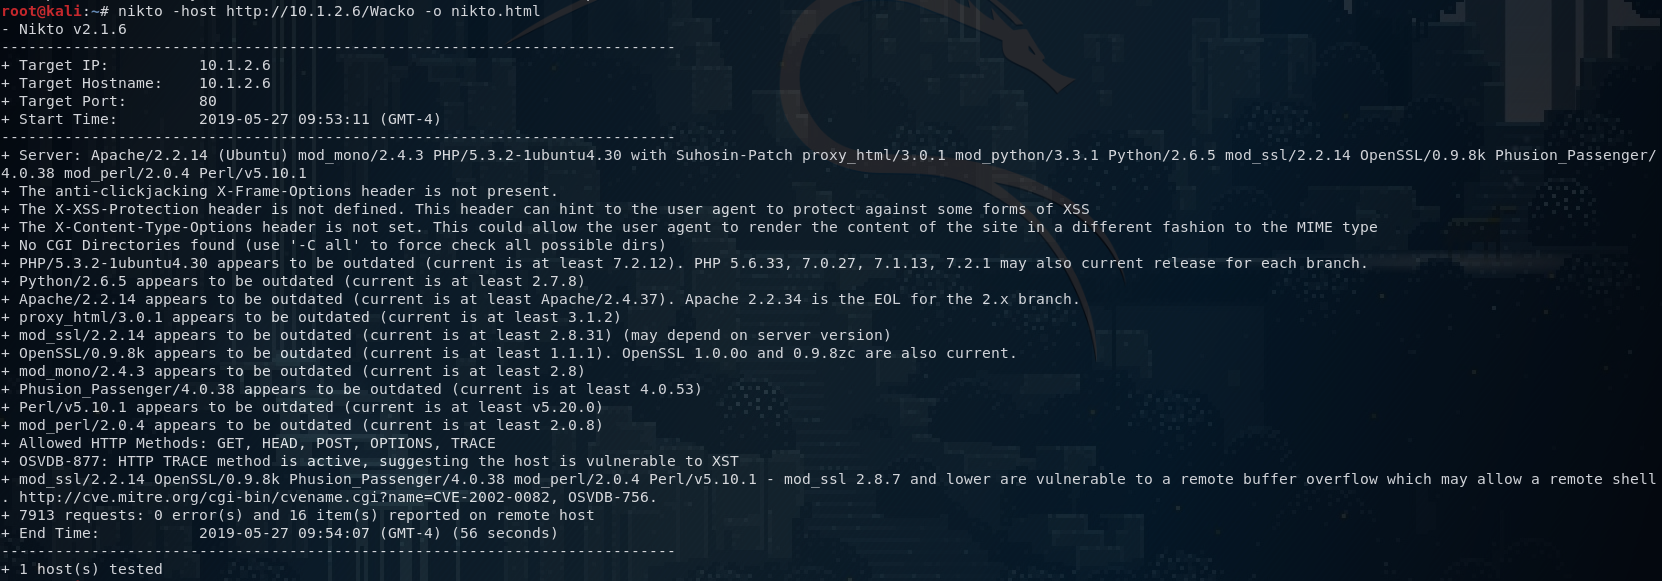 root@kali:~# nikto -host http://10.1.2.6/Wacko -o nikto.html
- Nikto v2.1.6
---------------------------------------------------------------------------
+ Target IP:          10.1.2.6
+ Target Hostname:    10.1.2.6
+ Target Port:        80
+ Start Time:         2019-05-27 09:53:11 (GMT-4)
---------------------------------------------------------------------------
+ Server: Apache/2.2.14 (Ubuntu) mod_mono/2.4.3 PHP/5.3.2-1ubuntu4.30 with Suhosin-Patch proxy_html/3.0.1 mod_python/3.3.1 Python/2.6.5 mod_ssl/2.2.14 OpenSSL/0.9.8k Phusion_Passenger/
4.0.38 mod_perl/2.0.4 Perl/v5.10.1
+ The anti-clickjacking X-Frame-Options header is not present.
+ The X-XSS-Protection header is not defined. This header can hint to the user agent to protect against some forms of XSS
+ The X-Content-Type-Options header is not set. This could allow the user agent to render the content of the site in a different fashion to the MIME type
+ No CGI Directories found (use '-C all' to force check all possible dirs)
+ PHP/5.3.2-1ubuntu4.30 appears to be outdated (current is at least 7.2.12). PHP 5.6.33, 7.0.27, 7.1.13, 7.2.1 may also current release for each branch.
+ Python/2.6.5 appears to be outdated (current is at least 2.7.8)
+ Apache/2.2.14 appears to be outdated (current is at least Apache/2.4.37). Apache 2.2.34 is the EOL for the 2.x branch.
+ proxy_html/3.0.1 appears to be outdated (current is at least 3.1.2)
+ mod_ssl/2.2.14 appears to be outdated (current is at least 2.8.31) (may depend on server version)
+ OpenSSL/0.9.8k appears to be outdated (current is at least 1.1.1). OpenSSL 1.0.0o and 0.9.8zc are also current.
+ mod_mono/2.4.3 appears to be outdated (current is at least 2.8)
+ Phusion_Passenger/4.0.38 appears to be outdated (current is at least 4.0.53)
+ Perl/v5.10.1 appears to be outdated (current is at least v5.20.0)
+ mod_perl/2.0.4 appears to be outdated (current is at least 2.0.8)
+ Allowed HTTP Methods: GET, HEAD, POST, OPTIONS, TRACE
+ OSVDB-877: HTTP TRACE method is active, suggesting the host is vulnerable to XST
+ mod_ssl/2.2.14 OpenSSL/0.9.8k Phusion_Passenger/4.0.38 mod_perl/2.0.4 Perl/v5.10.1 - mod_ssl 2.8.7 and lower are vulnerable to a remote buffer overflow which may allow a remote shell
. http://cve.mitre.org/cgi-bin/cvename.cgi?name=CVE-2002-0082, OSVDB-756.
+ 7913 requests: 0 error(s) and 16 item(s) reported on remote host
+ End Time:           2019-05-27 09:54:07 (GMT-4) (56 seconds)
---------------------------------------------------------------------------
+ 1 host(s) tested